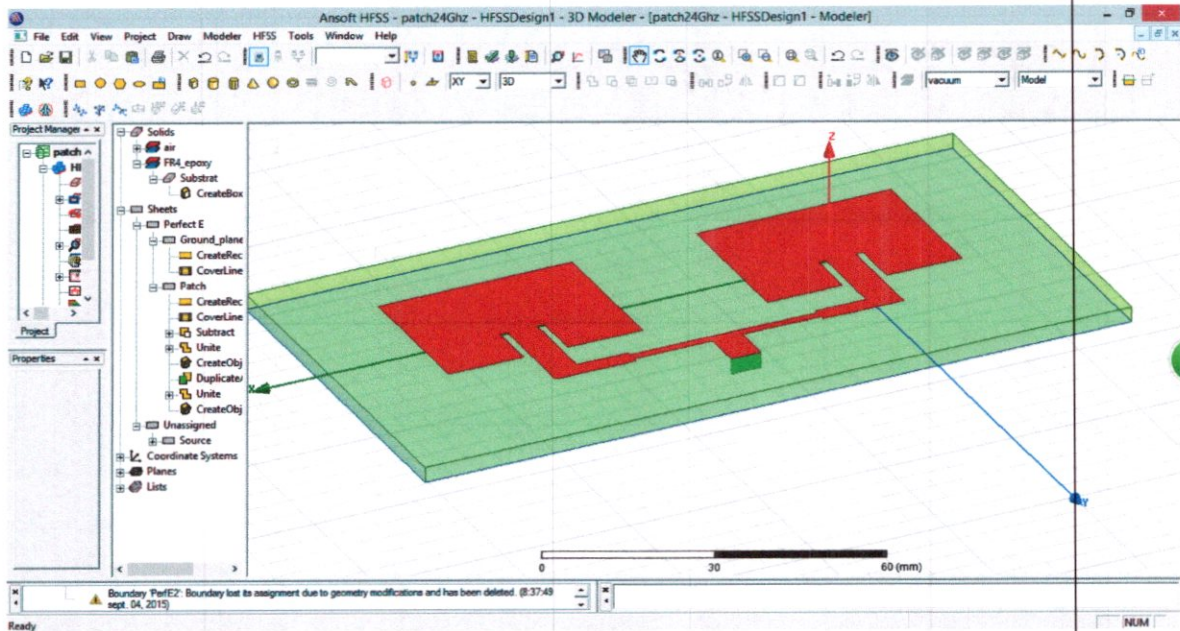 Ansoft HFSS - patch24Ghz - HFSSDesign1 - 3D Modeler - [patch24Ghz - HFSSDesign1 - Modeler]
File Edit View Project Draw Modeler HFSS Tools Window Help
XY 3D vacuum Model
Project Manager
patch
HI
Project
Properties
Solids
air
FR4_epoxy
Substrat
CreateBox
Sheets
Perfect E
Ground_plane
CreateRec
CoverLine
Patch
CreateRec
CoverLine
Subtract
Unite
CreateObj
Duplicate
Unite
CreateObj
Unassigned
Source
Coordinate Systems
Planes
Lists
Z
X
Y
0 30 60 (mm)
Boundary 'PerfE2': Boundary lost its assignment due to geometry modifications and has been deleted. (8:37:49
sept. 04, 2015)
Ready NUM